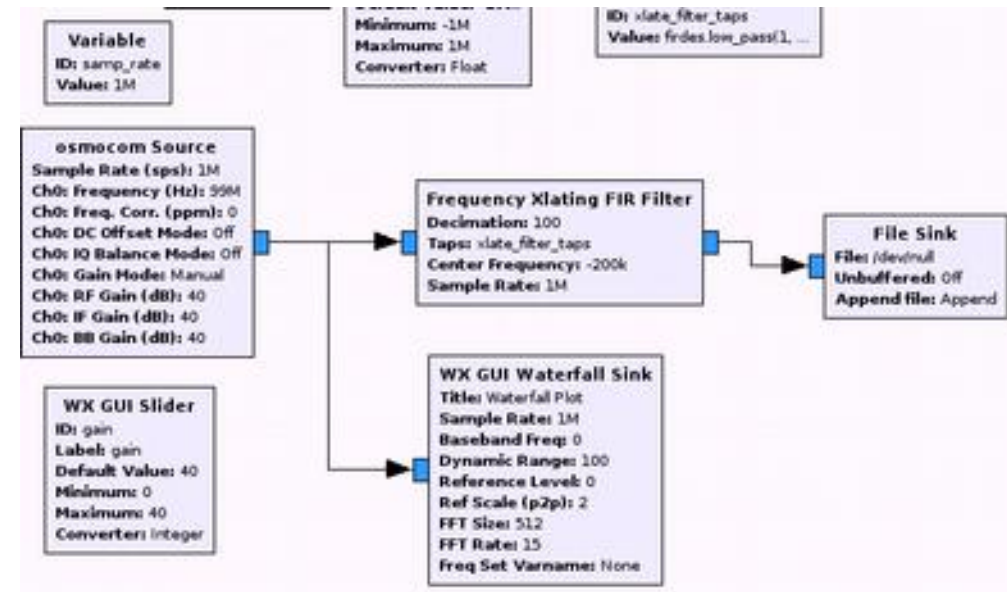 Variable
ID: samp_rate
Value: 1M
Minimum: -1M
Maximum: 1M
Converter: Float
ID: xlate_filter_taps
Value: firdes.low_pass(1, ...
osmocom Source
Sample Rate (sps): 1M
Ch0: Frequency (Hz): 99M
Ch0: Freq. Corr. (ppm): 0
Ch0: DC Offset Mode: Off
Ch0: IQ Balance Mode: Off
Ch0: Gain Mode: Manual
Ch0: RF Gain (dB): 40
Ch0: IF Gain (dB): 40
Ch0: BB Gain (dB): 40
Frequency Xlating FIR Filter
Decimation: 100
Taps: xlate_filter_taps
Center Frequency: -200k
Sample Rate: 1M
File Sink
File: /dev/null
Unbuffered: Off
Append file: Append
WX GUI Slider
ID: gain
Label: gain
Default Value: 40
Minimum: 0
Maximum: 40
Converter: Integer
WX GUI Waterfall Sink
Title: Waterfall Plot
Sample Rate: 1M
Baseband Freq: 0
Dynamic Range: 100
Reference Level: 0
Ref Scale (p2p): 2
FFT Size: 512
FFT Rate: 15
Freq Set Varname: None